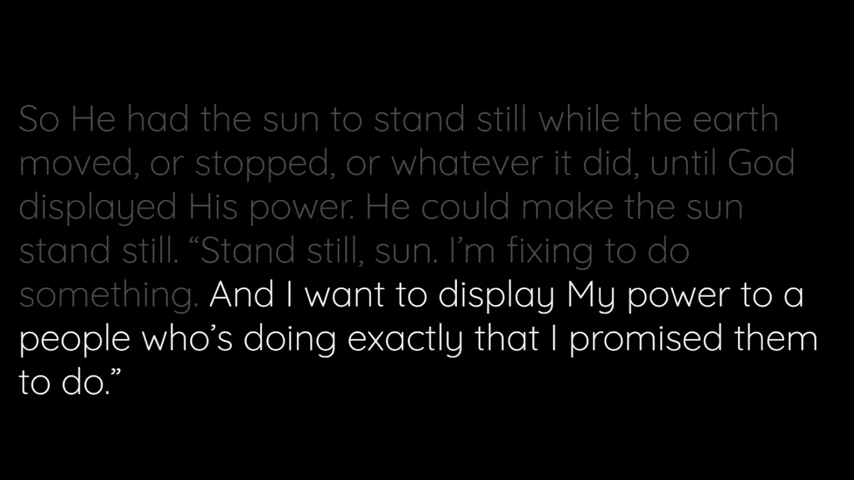 So He had the sun to stand still while the earth
moved, or stopped, or whatever it did, until God
displayed His power. He could make the sun
stand still. “Stand still, sun. I’m fixing to do
something. And I want to display My power to a
people who’s doing exactly that I promised them
to do.”